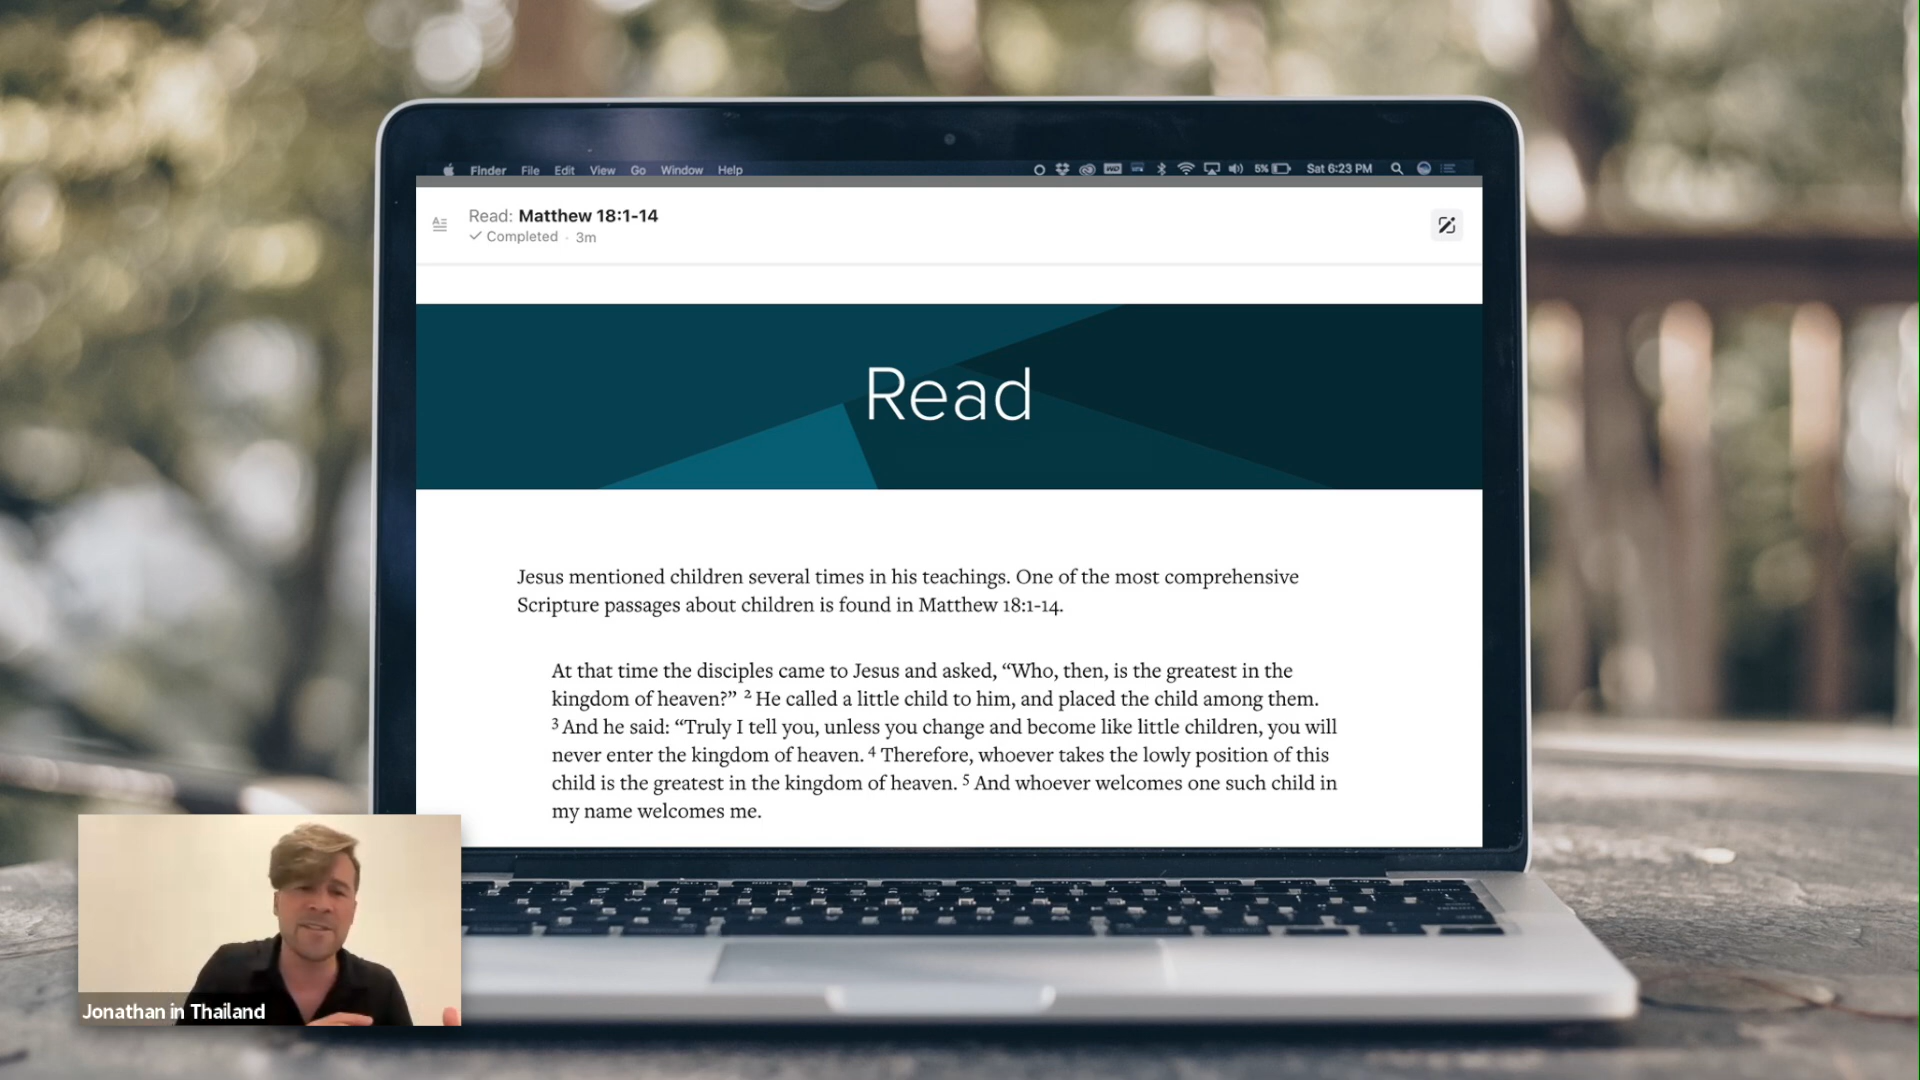 Finder File Edit View Go Window Help
5% Sat 6:23 PM
Read: Matthew 18:1-14
Completed · 3m
Read
Jesus mentioned children several times in his teachings. One of the most comprehensive
Scripture passages about children is found in Matthew 18:1-14.
At that time the disciples came to Jesus and asked, “Who, then, is the greatest in the
kingdom of heaven?” ² He called a little child to him, and placed the child among them.
³ And he said: “Truly I tell you, unless you change and become like little children, you will
never enter the kingdom of heaven. ⁴ Therefore, whoever takes the lowly position of this
child is the greatest in the kingdom of heaven. ⁵ And whoever welcomes one such child in
my name welcomes me.
Jonathan in Thailand